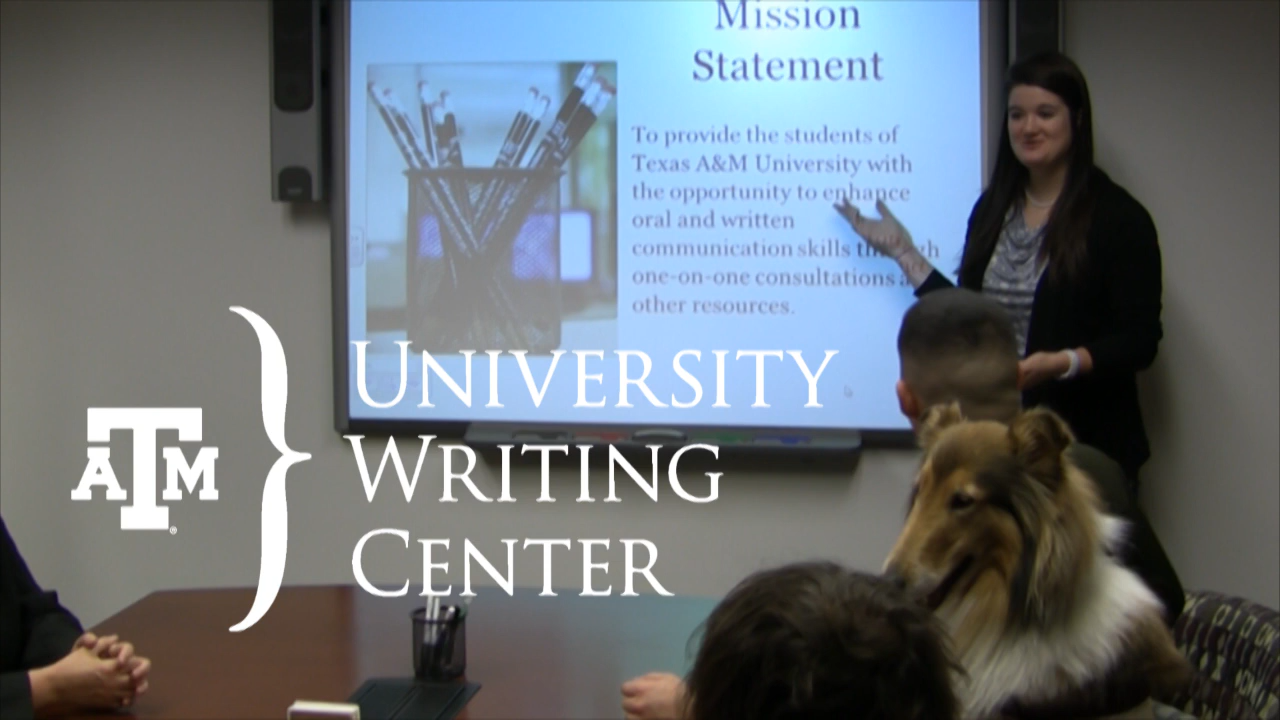 Mission
Statement
To provide the students of
Texas A&M University with
the opportunity to enhance
oral and written
communication skills through
one-on-one consultations
other resources.
ATM
UNIVERSITY
WRITING
CENTER